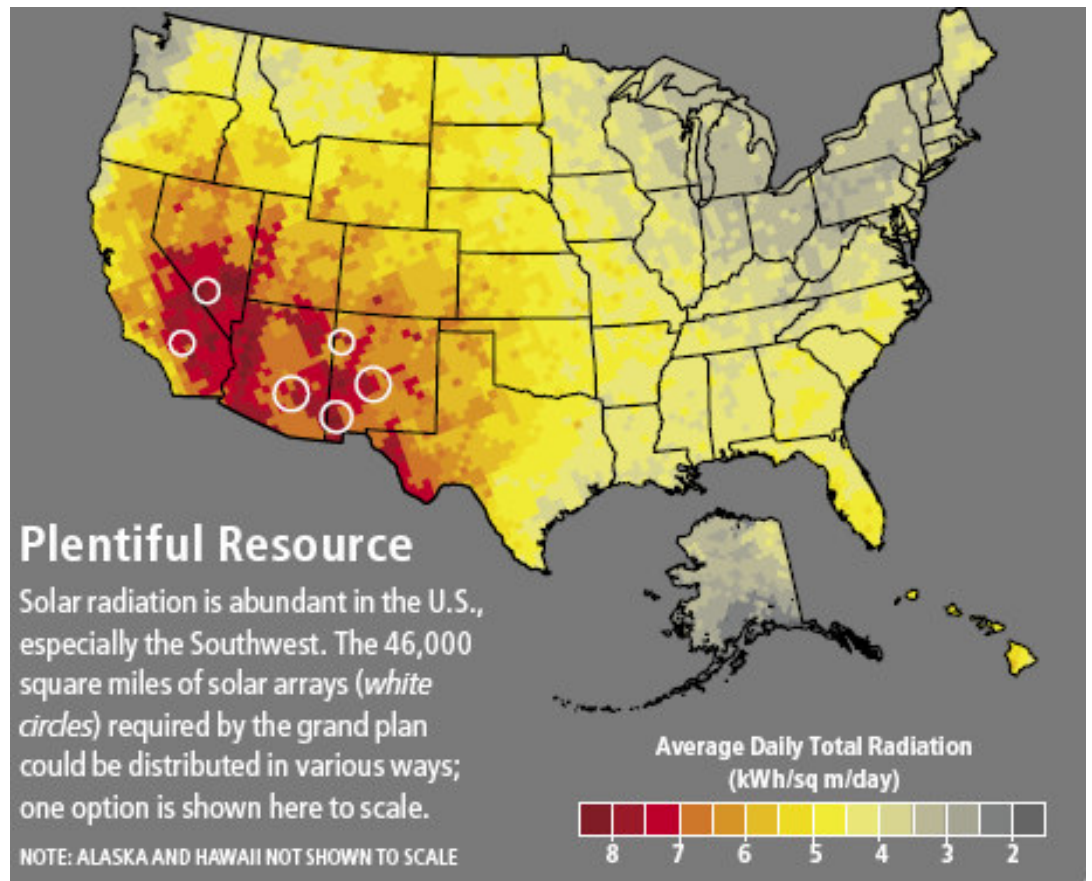 Plentiful Resource
Solar radiation is abundant in the U.S.,
especially the Southwest. The 46,000
square miles of solar arrays (white
circles) required by the grand plan
could be distributed in various ways;
one option is shown here to scale.
NOTE: ALASKA AND HAWAII NOT SHOWN TO SCALE
Average Daily Total Radiation
(kWh/sq m/day)
8 7 6 5 4 3 2